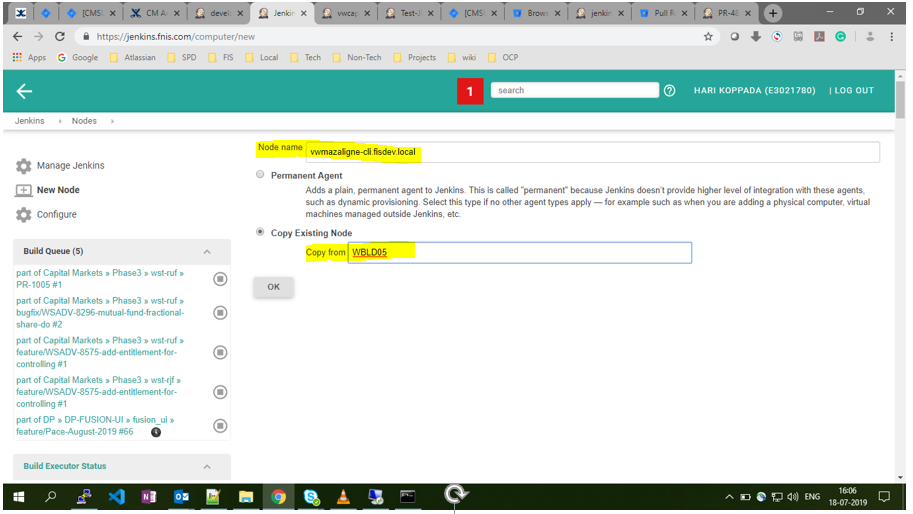 [CMS
CM A
develo
Jenkin
vwcap
Test-Jl
[CMS
Brows
jenkin
Pull R
PR-48
https://jenkins.fnis.com/computer/new
Apps Google Atlassian SPD FIS Local Tech Non-Tech Projects wiki OCP
1 search HARI KOPPADA (E3021780) | LOG OUT
Jenkins › Nodes ›
Manage Jenkins
New Node
Configure
Build Queue (5)
part of Capital Markets » Phase3 » wst-ruf »
PR-1005 #1
part of Capital Markets » Phase3 » wst-ruf »
bugfix/WSADV-8296-mutual-fund-fractional-
share-do #2
part of Capital Markets » Phase3 » wst-ruf »
feature/WSADV-8575-add-entitlement-for-
controlling #1
part of Capital Markets » Phase3 » wst-rjf »
feature/WSADV-8575-add-entitlement-for-
controlling #1
part of DP » DP-FUSION-UI » fusion_ui »
feature/Pace-August-2019 #66
Build Executor Status
Node name vwmazaligne-cli.fisdev.local
Permanent Agent
Adds a plain, permanent agent to Jenkins. This is called "permanent" because Jenkins doesn't provide higher level of integration with these agents,
such as dynamic provisioning. Select this type if no other agent types apply — for example such as when you are adding a physical computer, virtual
machines managed outside Jenkins, etc.
Copy Existing Node
Copy from WBLD05
OK
ENG
16:06
18-07-2019